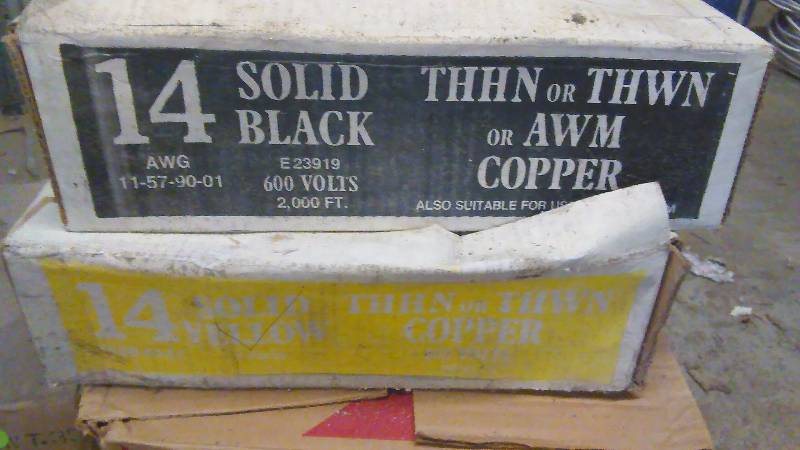 14 SOLID THHN OR THWN
BLACK OR AWM
AWG E23919 COPPER
11-57-90-01 600 VOLTS
2,000 FT. ALSO SUITABLE FOR
14 SOLID THHN OR THWN
YELLOW COPPER